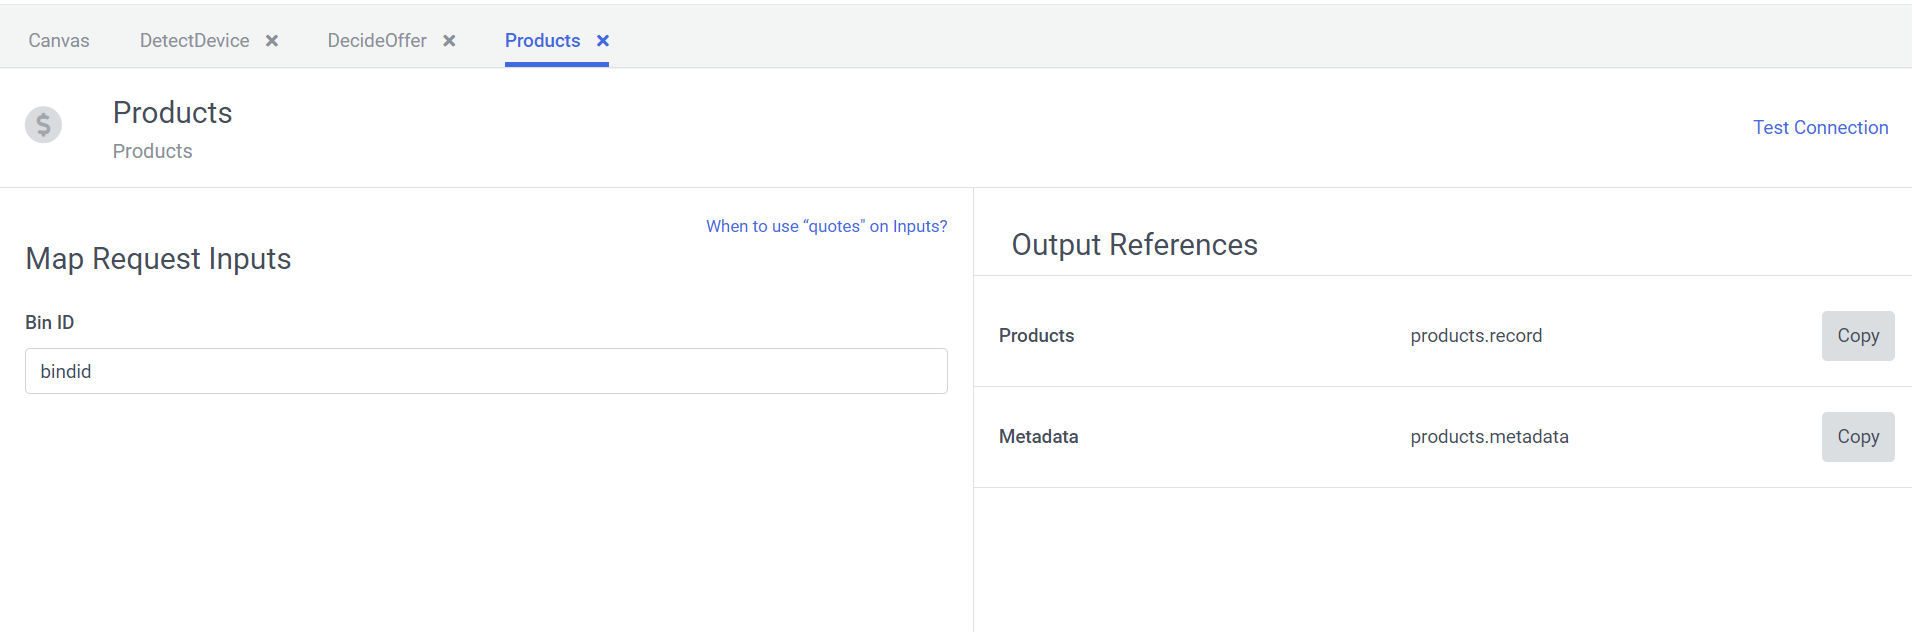 Canvas DetectDevice DecideOffer Products
Products
Products
Test Connection
When to use “quotes" on Inputs?
Map Request Inputs
Bin ID
bindid
Output References
Products products.record Copy
Metadata products.metadata Copy